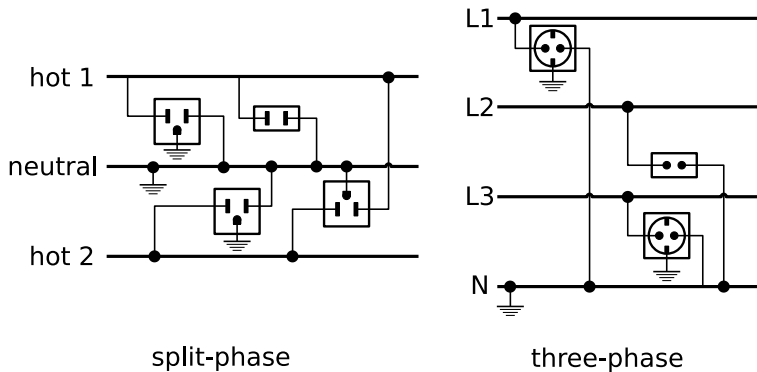 hot 1
neutral
hot 2
split-phase
L1
L2
L3
N
three-phase